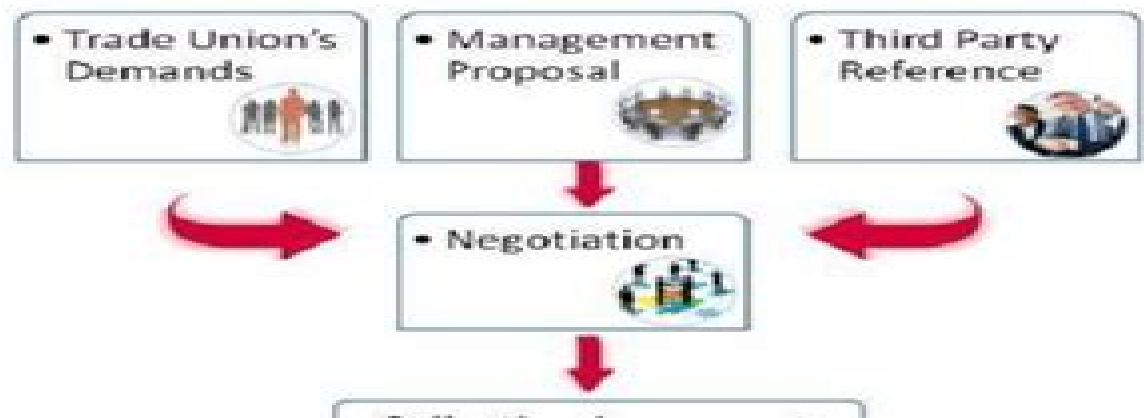 • Trade Union's
Demands
• Management
Proposal
• Third Party
Reference
• Negotiation